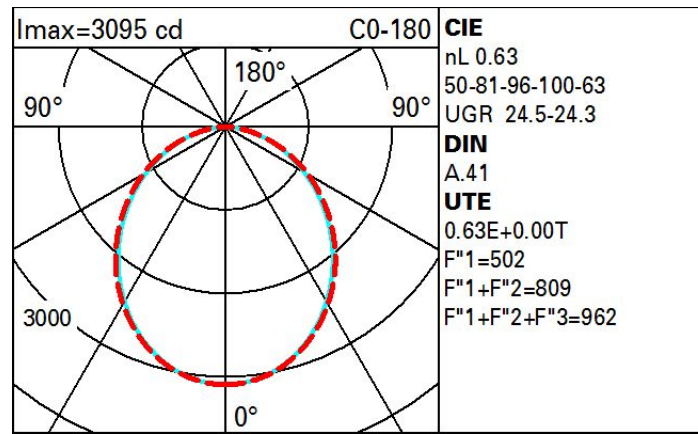 Imax=3095 cd C0-180
180°
90° 90°
3000
0°
CIE
nL 0.63
50-81-96-100-63
UGR 24.5-24.3
DIN
A.41
UTE
0.63E+0.00T
F"1=502
F"1+F"2=809
F"1+F"2+F"3=962